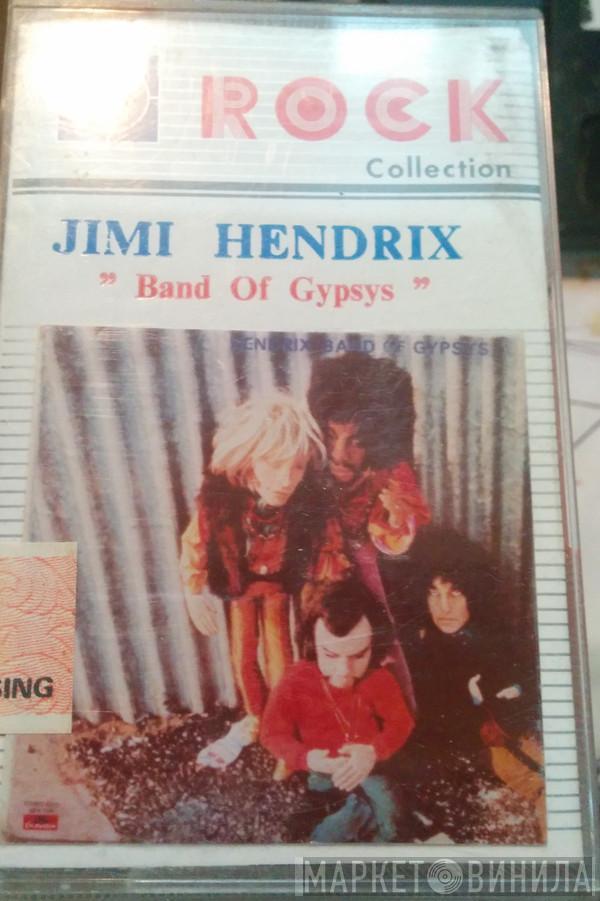 ROCK
Collection
JIMI HENDRIX
" Band Of Gypsys "
HENDRIX BAND OF GYPSYS
SING
МАРКЕТ ВИНИЛА